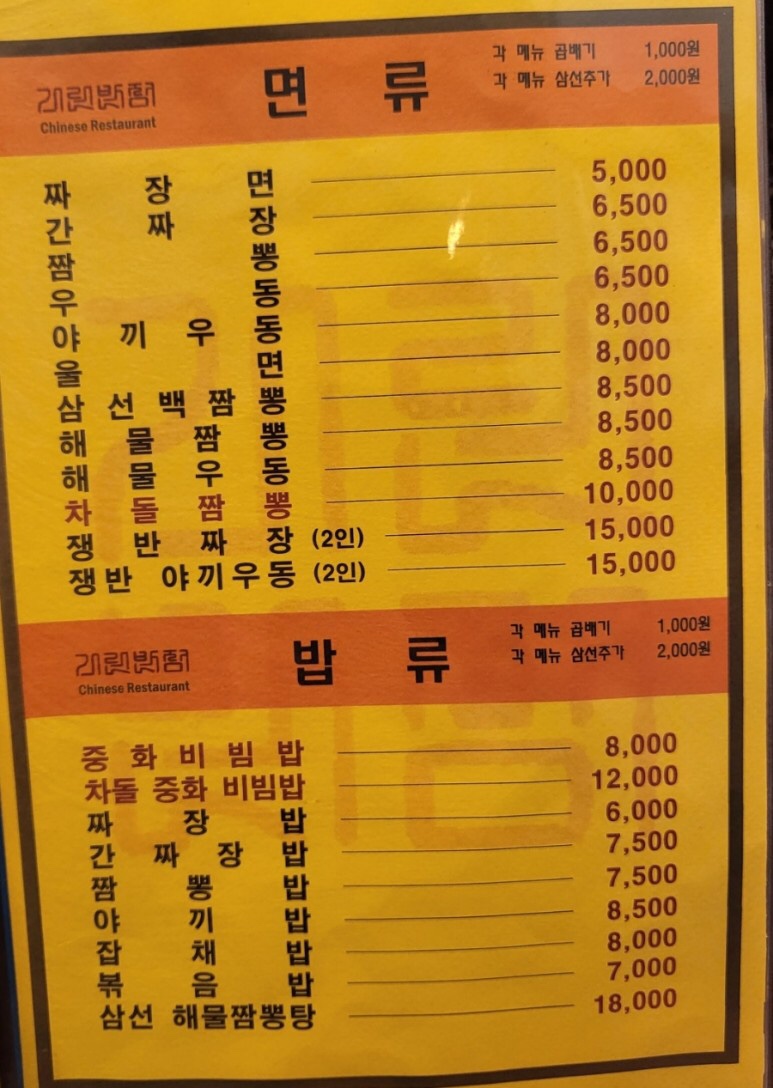 기린반점
Chinese Restaurant
면 류
각 메뉴 곱배기 1,000원
각 메뉴 삼선추가 2,000원
짜 장 면 5,000
간 짜 장 6,500
짬 뽕 6,500
우 동 6,500
야 끼 우 동 8,000
울 면 8,000
삼 선 백 짬 뽕 8,500
해 물 짬 뽕 8,500
해 물 우 동 8,500
차 돌 짬 뽕 10,000
쟁 반 짜 장 (2인) 15,000
쟁반 야끼우동 (2인) 15,000
기린반점
Chinese Restaurant
밥 류
각 메뉴 곱배기 1,000원
각 메뉴 삼선추가 2,000원
중 화 비 빔 밥 8,000
차돌 중화 비빔밥 12,000
짜 장 밥 6,000
간 짜 장 밥 7,500
짬 뽕 밥 7,500
야 끼 밥 8,500
잡 채 밥 8,000
볶 음 밥 7,000
삼선 해물짬뽕탕 18,000